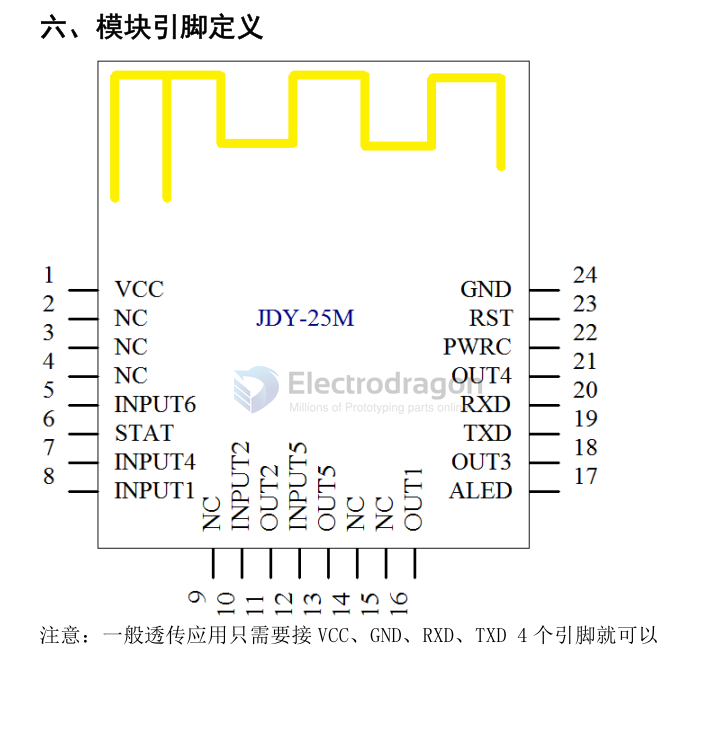 六、模块引脚定义
1 VCC GND 24
2 NC JDY-25M RST 23
3 NC PWRC 22
4 NC OUT4 21
Electrodragon
5 INPUT6 RXD 20
Millions of Prototyping parts online
6 STAT TXD 19
7 INPUT4 OUT3 18
8 INPUT1 ALED 17
NC INPUT2 OUT2 INPUT5 OUT5 NC NC OUT1
9 10 11 12 13 14 15 16
注意：一般透传应用只需要接 VCC、GND、RXD、TXD 4 个引脚就可以